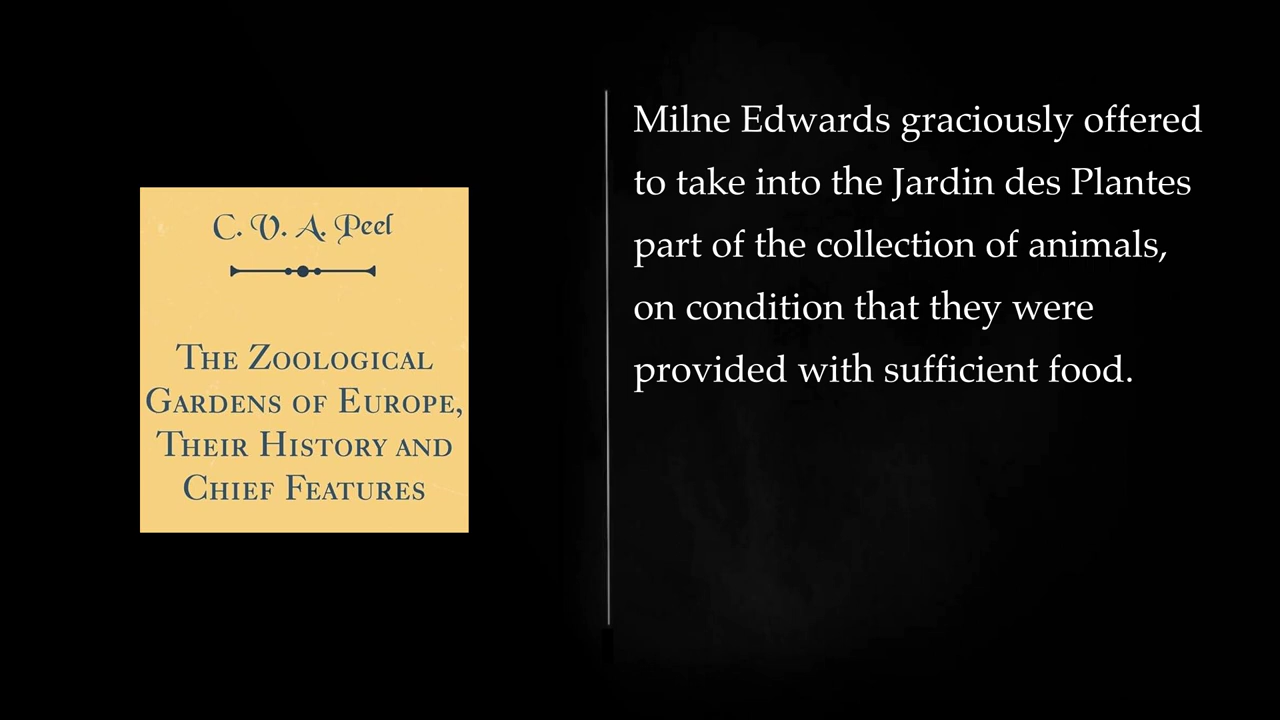 C. V. A. Peel
The Zoological
Gardens of Europe,
Their History and
Chief Features
Milne Edwards graciously offered
to take into the Jardin des Plantes
part of the collection of animals,
on condition that they were
provided with sufficient food.